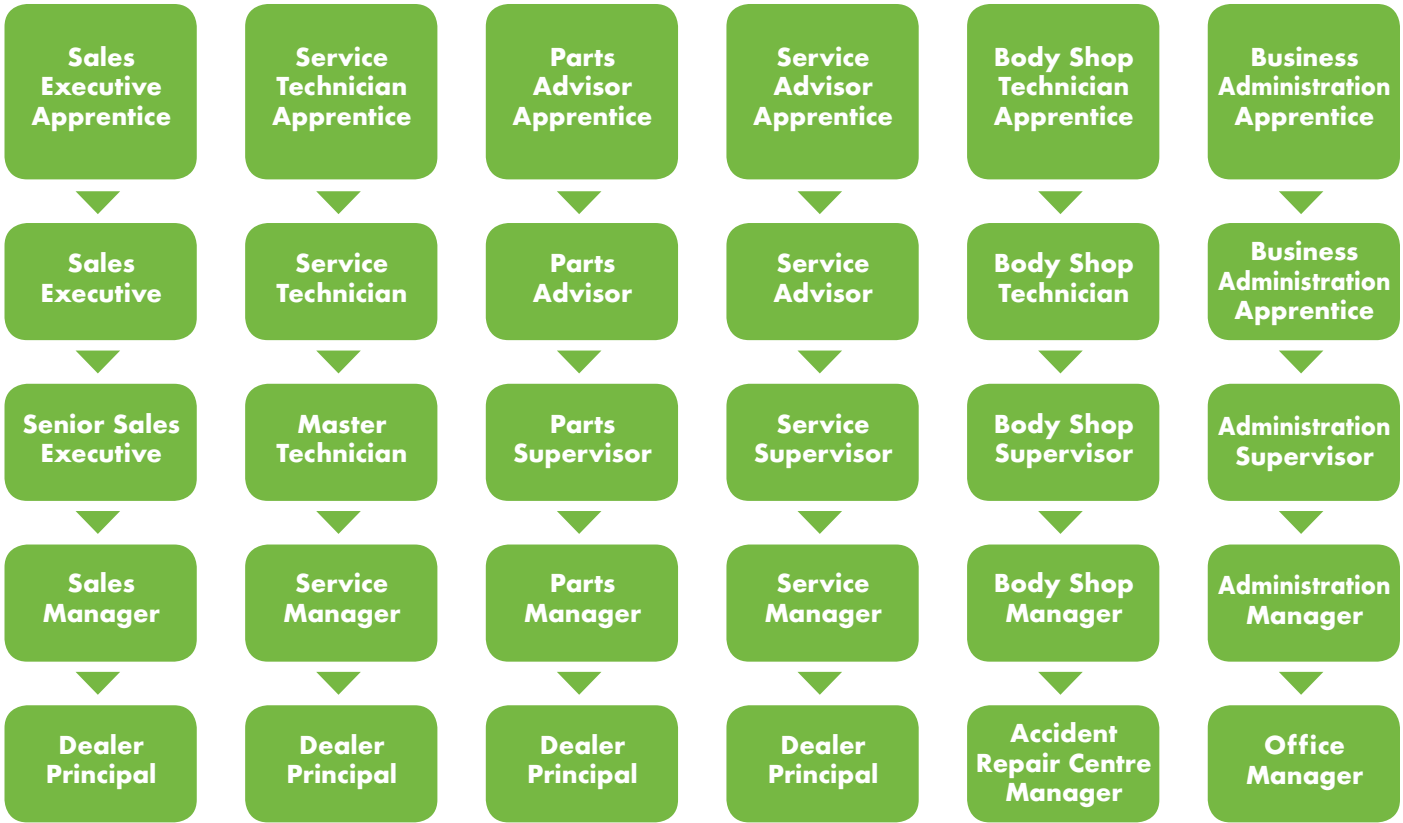 Sales
Executive
Apprentice
Service
Technician
Apprentice
Parts
Advisor
Apprentice
Service
Advisor
Apprentice
Body Shop
Technician
Apprentice
Business
Administration
Apprentice
Sales
Executive
Service
Technician
Parts
Advisor
Service
Advisor
Body Shop
Technician
Business
Administration
Apprentice
Senior Sales
Executive
Master
Technician
Parts
Supervisor
Service
Supervisor
Body Shop
Supervisor
Administration
Supervisor
Sales
Manager
Service
Manager
Parts
Manager
Service
Manager
Body Shop
Manager
Administration
Manager
Dealer
Principal
Dealer
Principal
Dealer
Principal
Dealer
Principal
Accident
Repair Centre
Manager
Office
Manager